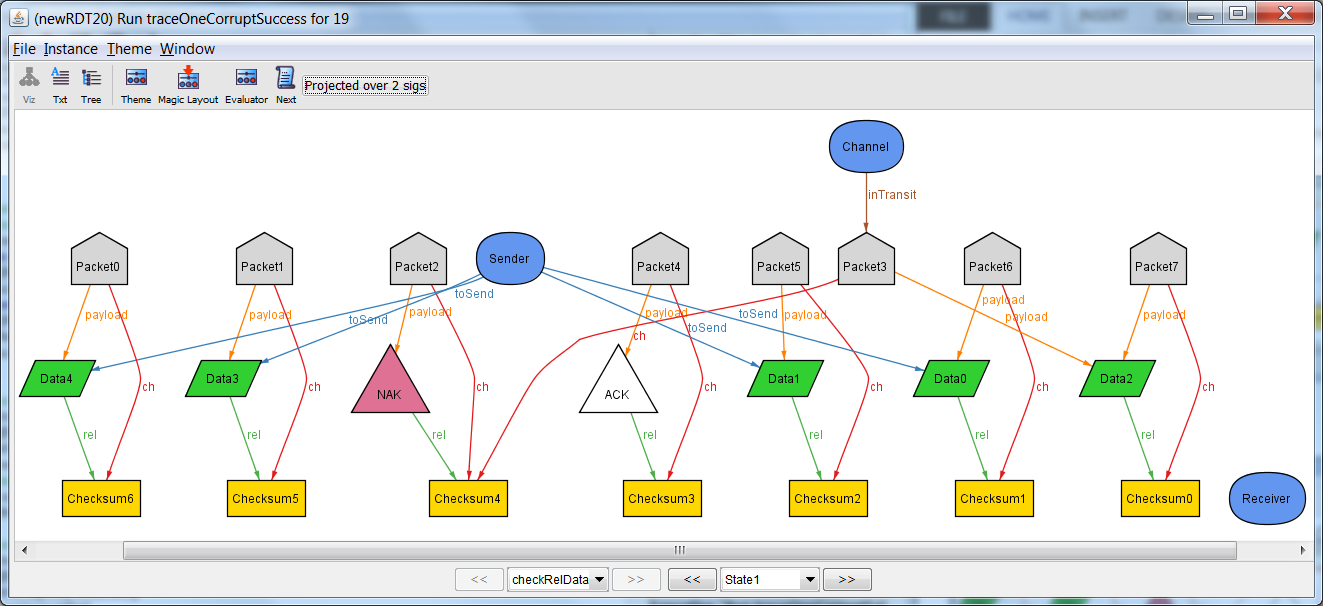 (newRDT20) Run traceOneCorruptSuccess for 19
File Instance Theme Window
Viz Txt Tree Theme Magic Layout Evaluator Next Projected over 2 sigs
Channel
inTransit
Packet0 Packet1 Packet2 Sender Packet4 Packet5 Packet3 Packet6 Packet7
toSend
payload payload payload toSend payload toSend payload payload payload payload
toSend
ch
Data4 Data3 NAK ACK Data1 Data0 Data2
ch ch ch ch ch ch ch
rel rel rel rel rel rel rel
Checksum6 Checksum5 Checksum4 Checksum3 Checksum2 Checksum1 Checksum0 Receiver
<< checkRelData >> << State1 >>